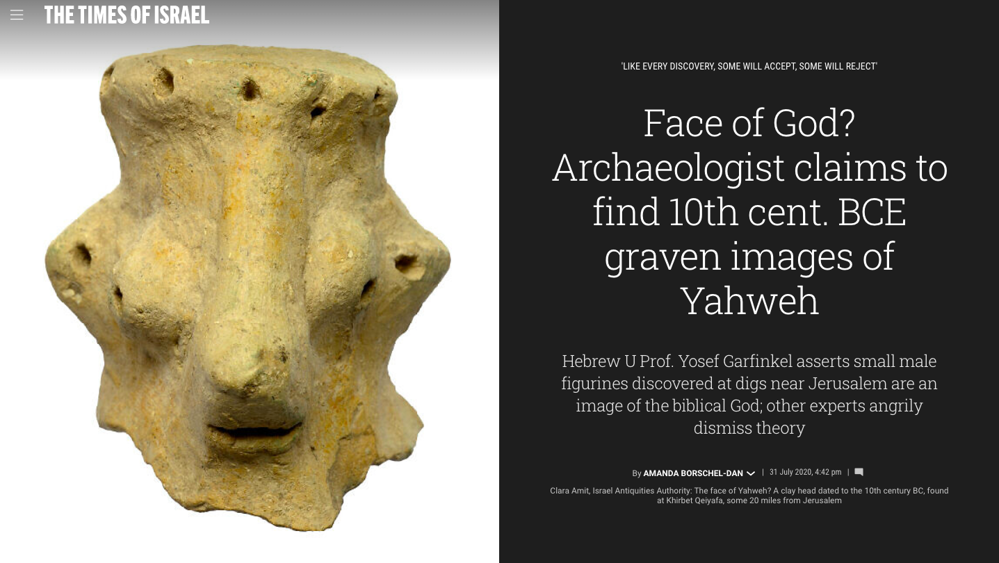 THE TIMES OF ISRAEL
'LIKE EVERY DISCOVERY, SOME WILL ACCEPT, SOME WILL REJECT'
Face of God?
Archaeologist claims to
find 10th cent. BCE
graven images of
Yahweh
Hebrew U Prof. Yosef Garfinkel asserts small male
figurines discovered at digs near Jerusalem are an
image of the biblical God; other experts angrily
dismiss theory
By AMANDA BORSCHEL-DAN | 31 July 2020, 4:42 pm |
Clara Amit, Israel Antiquities Authority: The face of Yahweh? A clay head dated to the 10th century BC, found
at Khirbet Qeiyafa, some 20 miles from Jerusalem